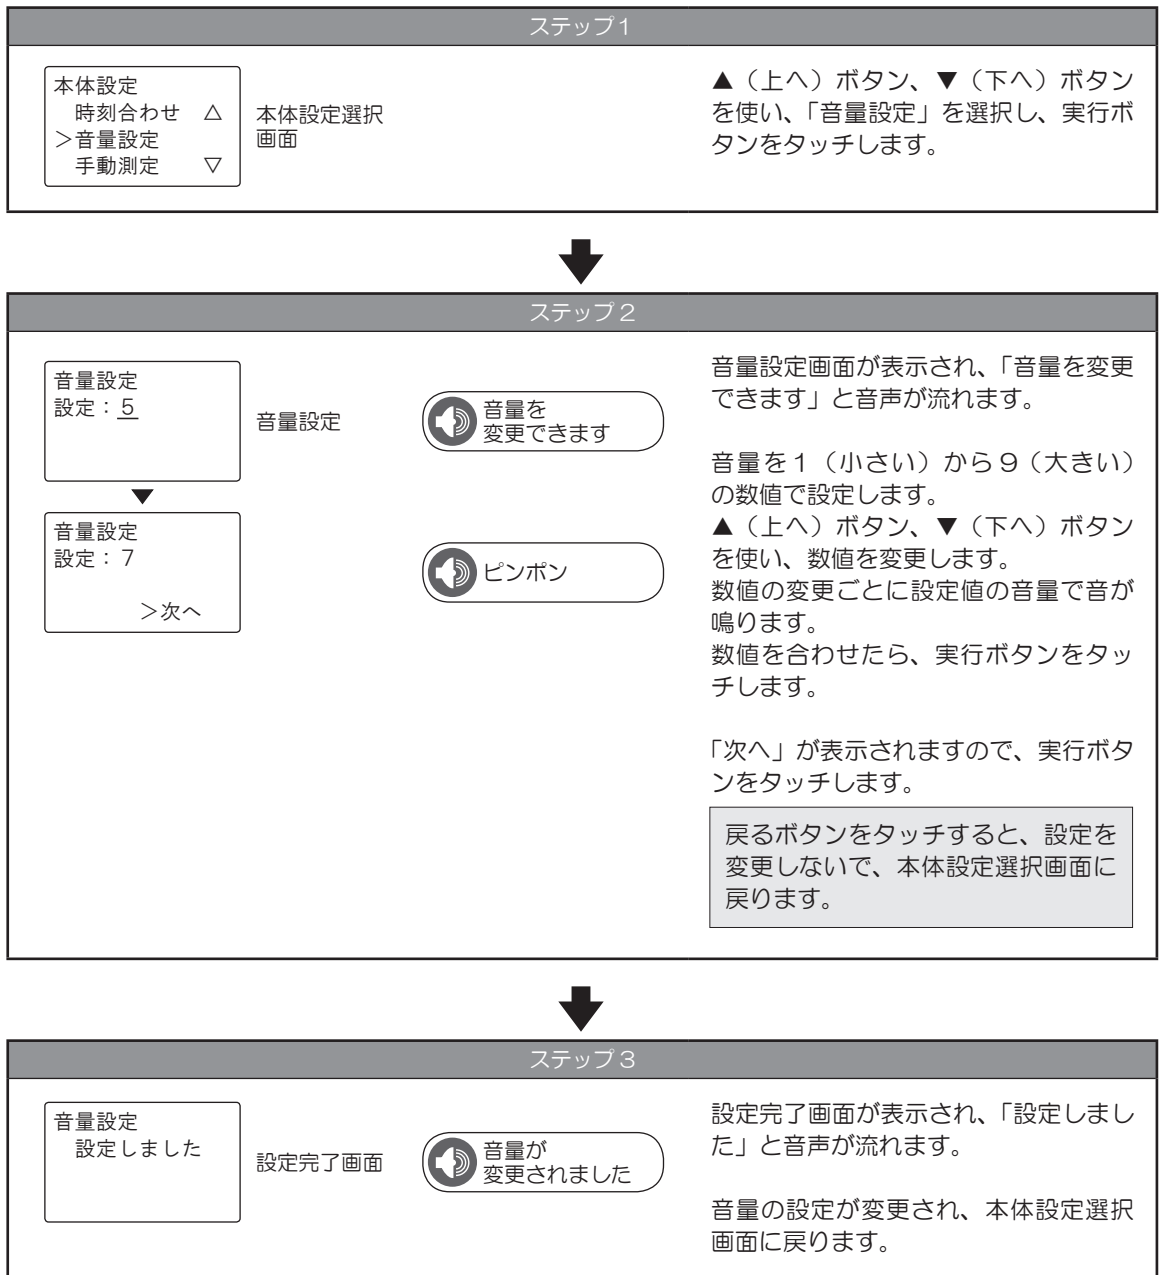 ステップ1
本体設定
時刻合わせ △
＞音量設定
手動測定 ▽
本体設定選択
画面
▲（上へ）ボタン、▼（下へ）ボタン
を使い、「音量設定」を選択し、実行ボ
タンをタッチします。
ステップ2
音量設定
設定：5
音量設定
音量を
変更できます
▼
音量設定
設定：7
＞次へ
ピンポン
音量設定画面が表示され、「音量を変更
できます」と音声が流れます。
音量を1（小さい）から9（大きい）
の数値で設定します。
▲（上へ）ボタン、▼（下へ）ボタン
を使い、数値を変更します。
数値の変更ごとに設定値の音量で音が
鳴ります。
数値を合わせたら、実行ボタンをタッ
チします。
「次へ」が表示されますので、実行ボタ
ンをタッチします。
戻るボタンをタッチすると、設定を
変更しないで、本体設定選択画面に
戻ります。
ステップ3
音量設定
設定しました
設定完了画面
音量が
変更されました
設定完了画面が表示され、「設定しまし
た」と音声が流れます。
音量の設定が変更され、本体設定選択
画面に戻ります。